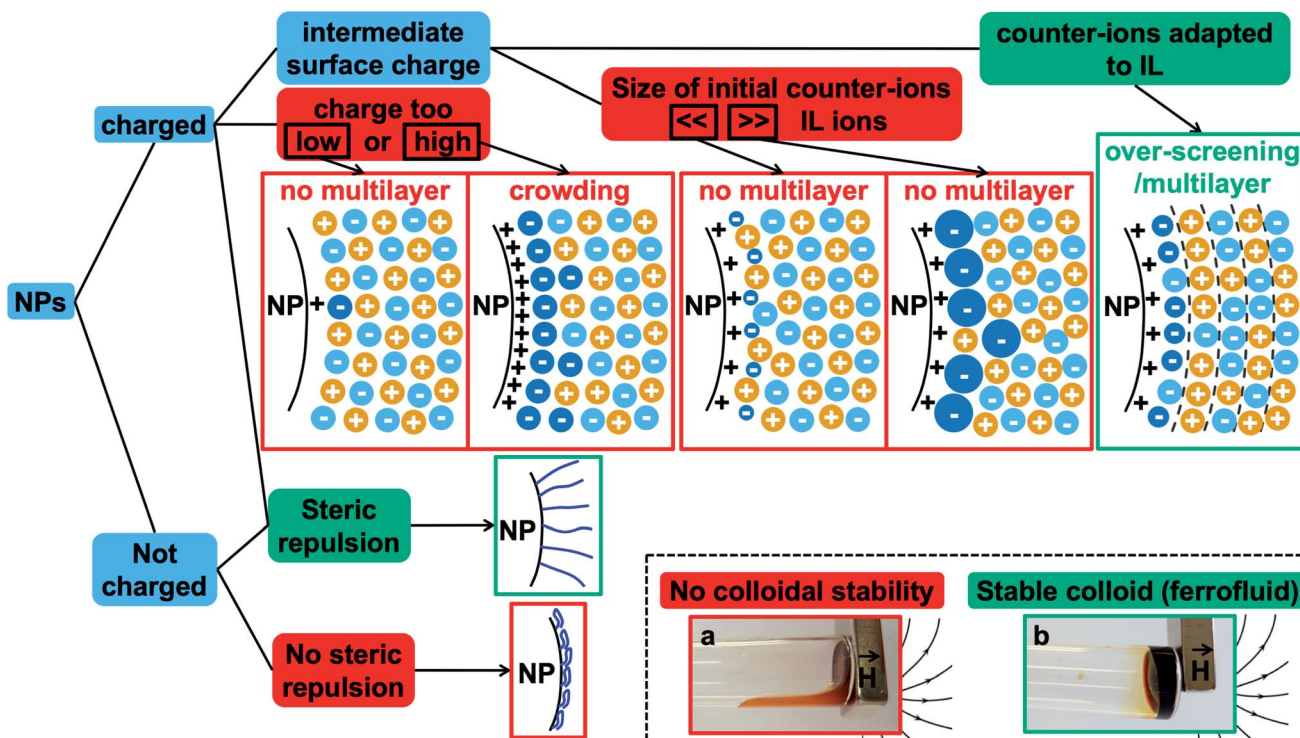 intermediate
surface charge
counter-ions adapted
to IL
Size of initial counter-ions
<< >> IL ions
charged
charge too
low or high
no multilayer
crowding
no multilayer
no multilayer
over-screening
/multilayer
NP
NP
NP
NP
NP
NPs
Steric
repulsion
NP
Not
charged
No colloidal stability
Stable colloid (ferrofluid)
No steric
repulsion
NP
a
H
b
H